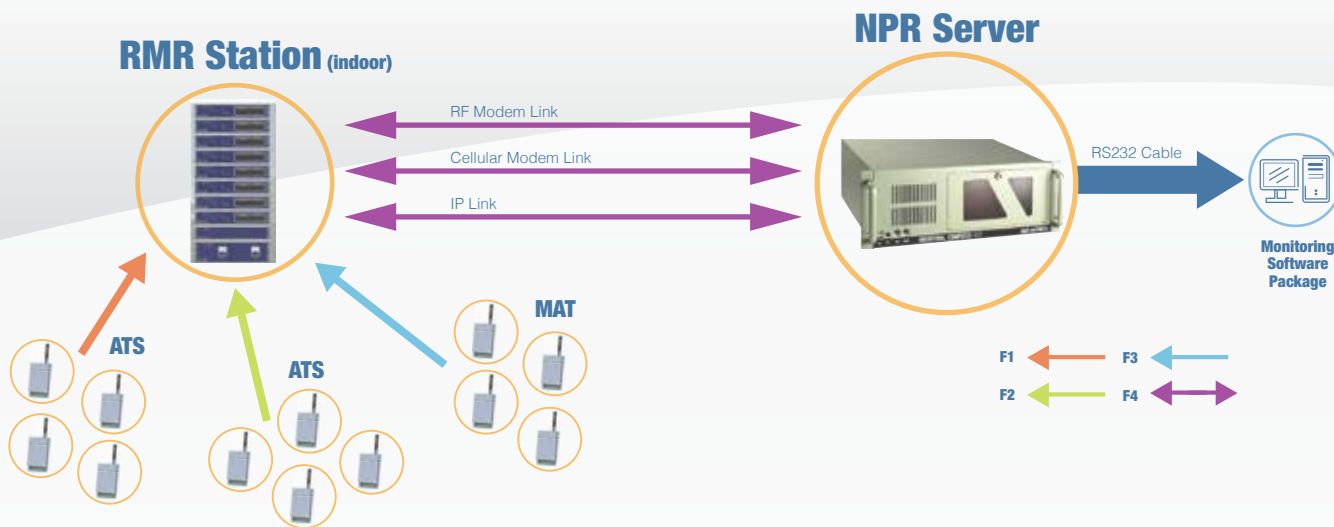 NPR Server
RMR Station (indoor)
RF Modem Link
Cellular Modem Link
IP Link
RS232 Cable
Monitoring
Software
Package
MAT
ATS
ATS
F1
F3
F2
F4